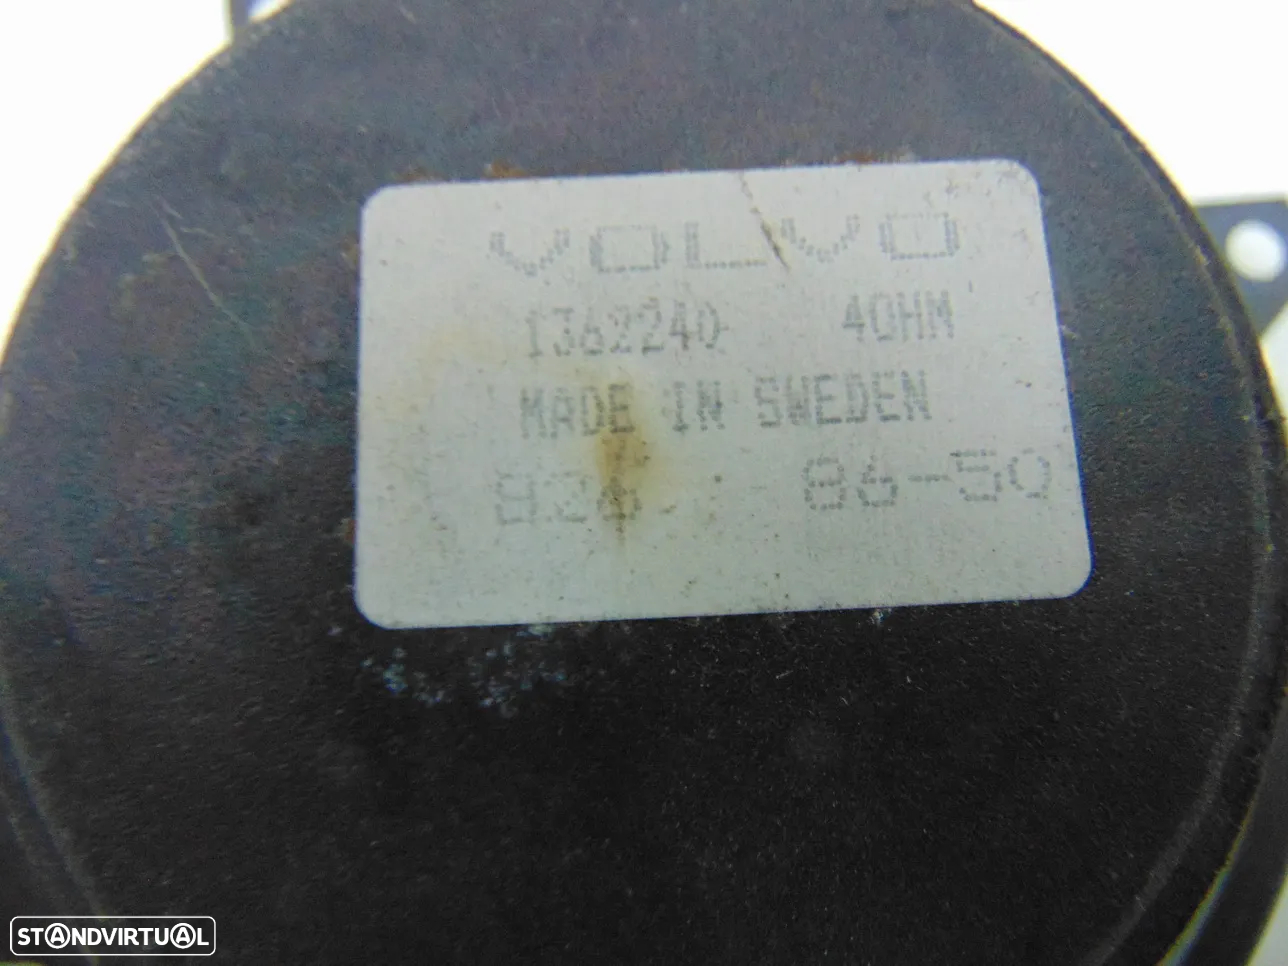 VOLVO
1362240 4OHM
MADE IN SWEDEN
86-50
STANDVIRTUAL